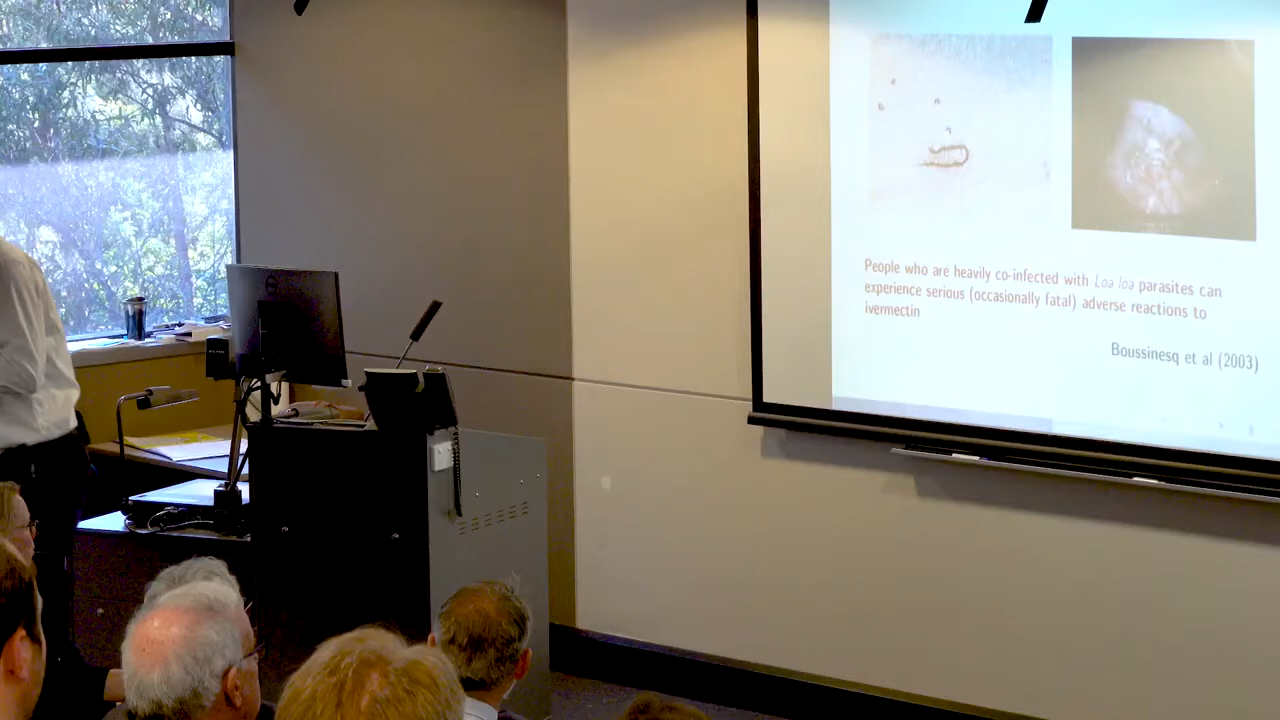 People who are heavily co-infected with Loa loa parasites can
experience serious (occasionally fatal) adverse reactions to
ivermectin
Boussinesq et al (2003)